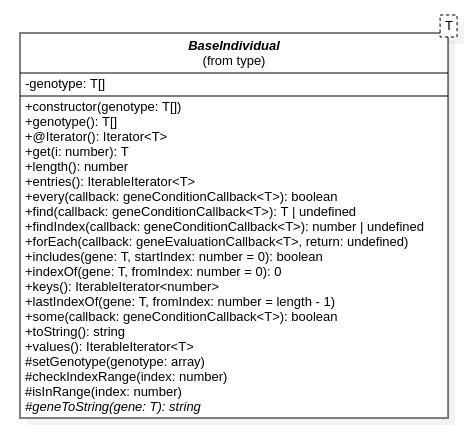 T
BaseIndividual
(from type)
-genotype: T[]
+constructor(genotype: T[])
+genotype(): T[]
+@Iterator(): Iterator<T>
+get(i: number): T
+length(): number
+entries(): IterableIterator<T>
+every(callback: geneConditionCallback<T>): boolean
+find(callback: geneConditionCallback<T>): T | undefined
+findIndex(callback: geneConditionCallback<T>): number | undefined
+forEach(callback: geneEvaluationCallback<T>, return: undefined)
+includes(gene: T, startIndex: number = 0): boolean
+indexOf(gene: T, fromIndex: number = 0): 0
+keys(): IterableIterator<number>
+lastIndexOf(gene: T, fromIndex: number = length - 1)
+some(callback: geneConditionCallback<T>): boolean
+toString(): string
+values(): IterableIterator<T>
#setGenotype(genotype: array)
#checkIndexRange(index: number)
#isInRange(index: number)
#geneToString(gene: T): string